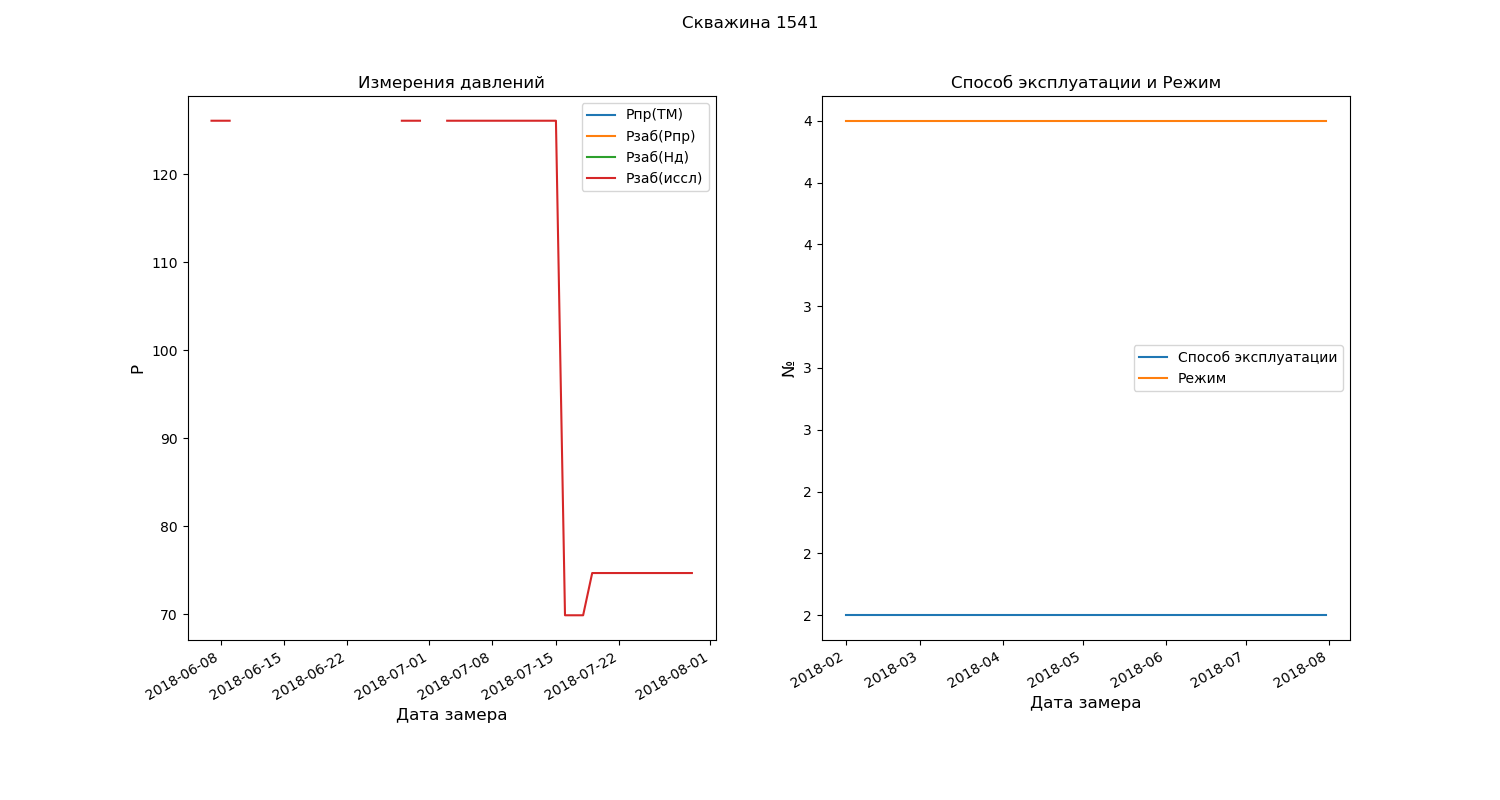 Скважина 1541
Измерения давлений
Рпр(ТМ)
Рзаб(Рпр)
Рзаб(Нд)
Рзаб(иссл)
120
110
100
90
80
70
Р
2018-06-08
2018-06-15
2018-06-22
2018-07-01
2018-07-08
2018-07-15
2018-07-22
2018-08-01
Дата замера
Способ эксплуатации и Режим
4
4
4
3
3
3
2
2
2
№
Способ эксплуатации
Режим
2018-02
2018-03
2018-04
2018-05
2018-06
2018-07
2018-08
Дата замера